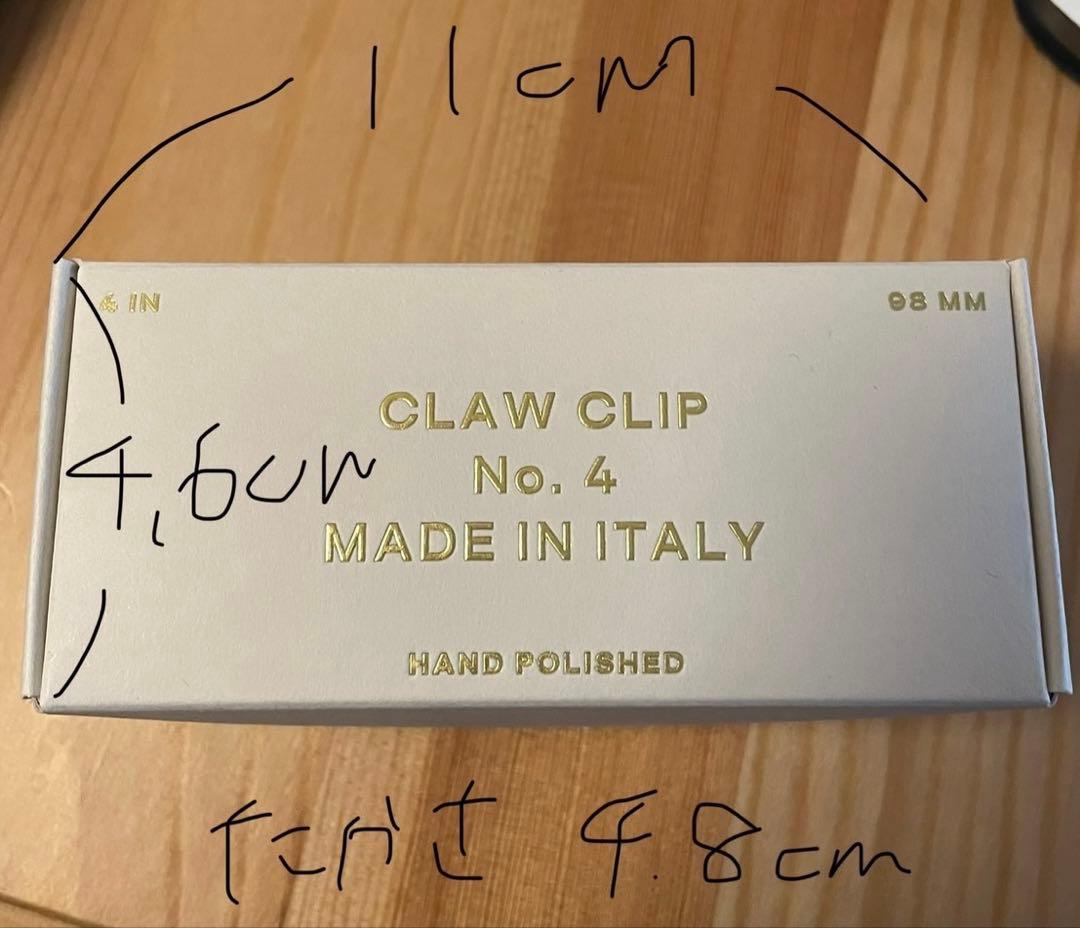 11cm
4 IN
98 MM
CLAW CLIP
No. 4
MADE IN ITALY
4.6cm
HAND POLISHED
たかさ 4.8cm